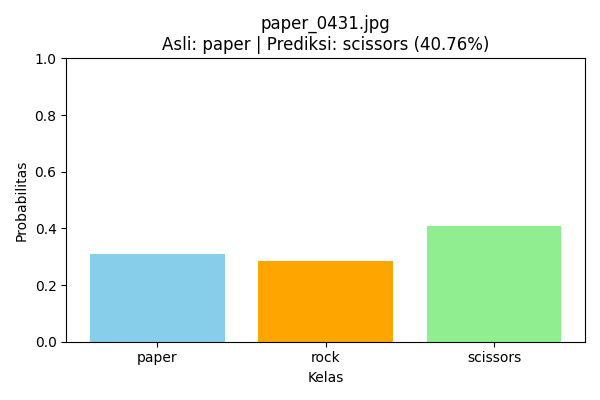 paper_0431.jpg
Asli: paper | Prediksi: scissors (40.76%)
1.0
0.8
0.6
0.4
0.2
0.0
Probabilitas
paper rock scissors
Kelas